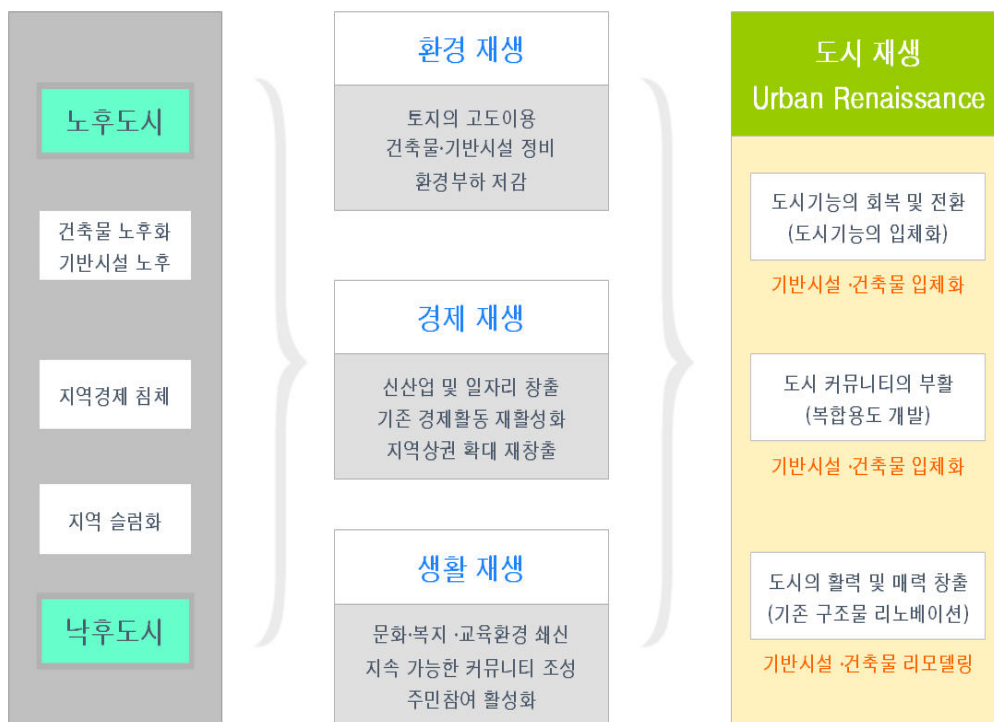 노후도시
건축물 노후화
기반시설 노후
지역경제 침체
지역 슬럼화
낙후도시
환경 재생
토지의 고도이용
건축물·기반시설 정비
환경부하 저감
경제 재생
신산업 및 일자리 창출
기존 경제활동 재활성화
지역상권 확대 재창출
생활 재생
문화·복지 ·교육환경 쇄신
지속 가능한 커뮤니티 조성
주민참여 활성화
도시 재생
Urban Renaissance
도시기능의 회복 및 전환
(도시기능의 입체화)
기반시설 ·건축물 입체화
도시 커뮤니티의 부활
(복합용도 개발)
기반시설 ·건축물 입체화
도시의 활력 및 매력 창출
(기존 구조물 리노베이션)
기반시설 ·건축물 리모델링